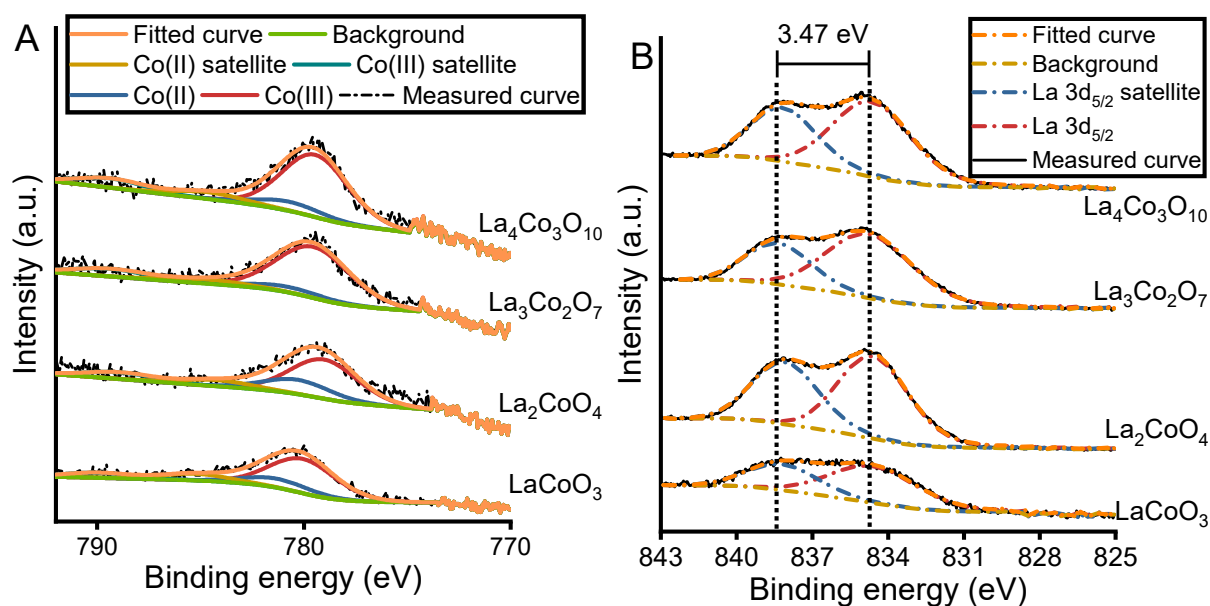 A
Fitted curve Background
Co(II) satellite Co(III) satellite
Co(II) Co(III) Measured curve
La₄Co₃O₁₀
La₃Co₂O₇
La₂CoO₄
LaCoO₃
Intensity (a.u.)
790 780 770
Binding energy (eV)
B
3.47 eV
Fitted curve
Background
La 3d₅/₂ satellite
La 3d₅/₂
Measured curve
La₄Co₃O₁₀
La₃Co₂O₇
La₂CoO₄
LaCoO₃
Intensity (a.u.)
843 840 837 834 831 828 825
Binding energy (eV)